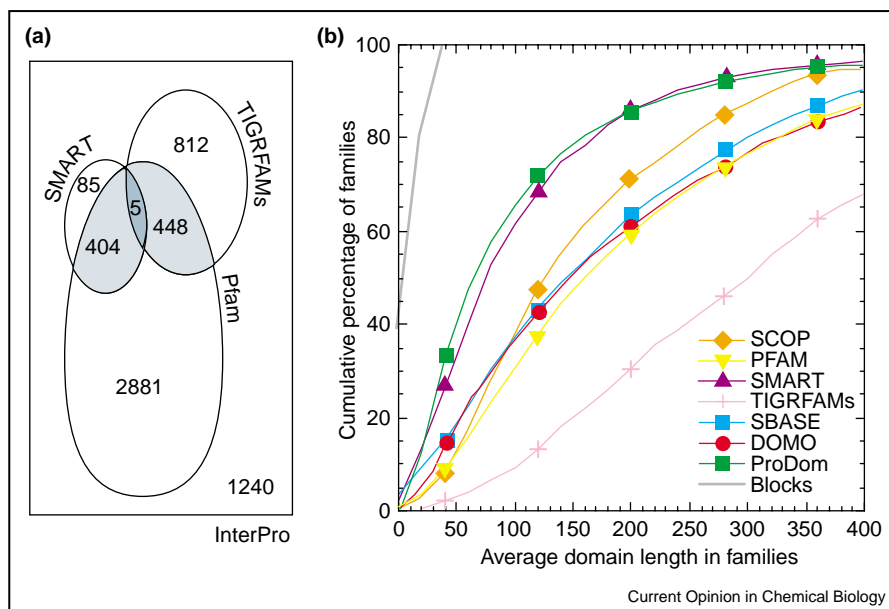 (a)
SMART
TIGRFAMs
85
812
5
404
448
Pfam
2881
1240
InterPro
(b)
100
80
60
40
20
0
Cumulative percentage of families
0
50
100
150
200
250
300
350
400
Average domain length in families
SCOP
PFAM
SMART
TIGRFAMs
SBASE
DOMO
ProDom
Blocks
Current Opinion in Chemical Biology